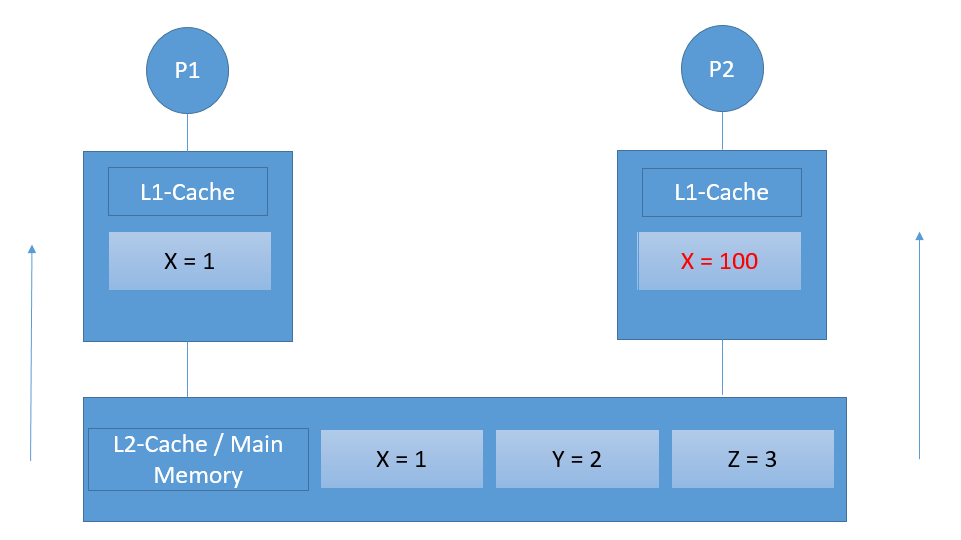 P1
P2
L1-Cache
L1-Cache
X = 1
X = 100
L2-Cache / Main
Memory
X = 1
Y = 2
Z = 3